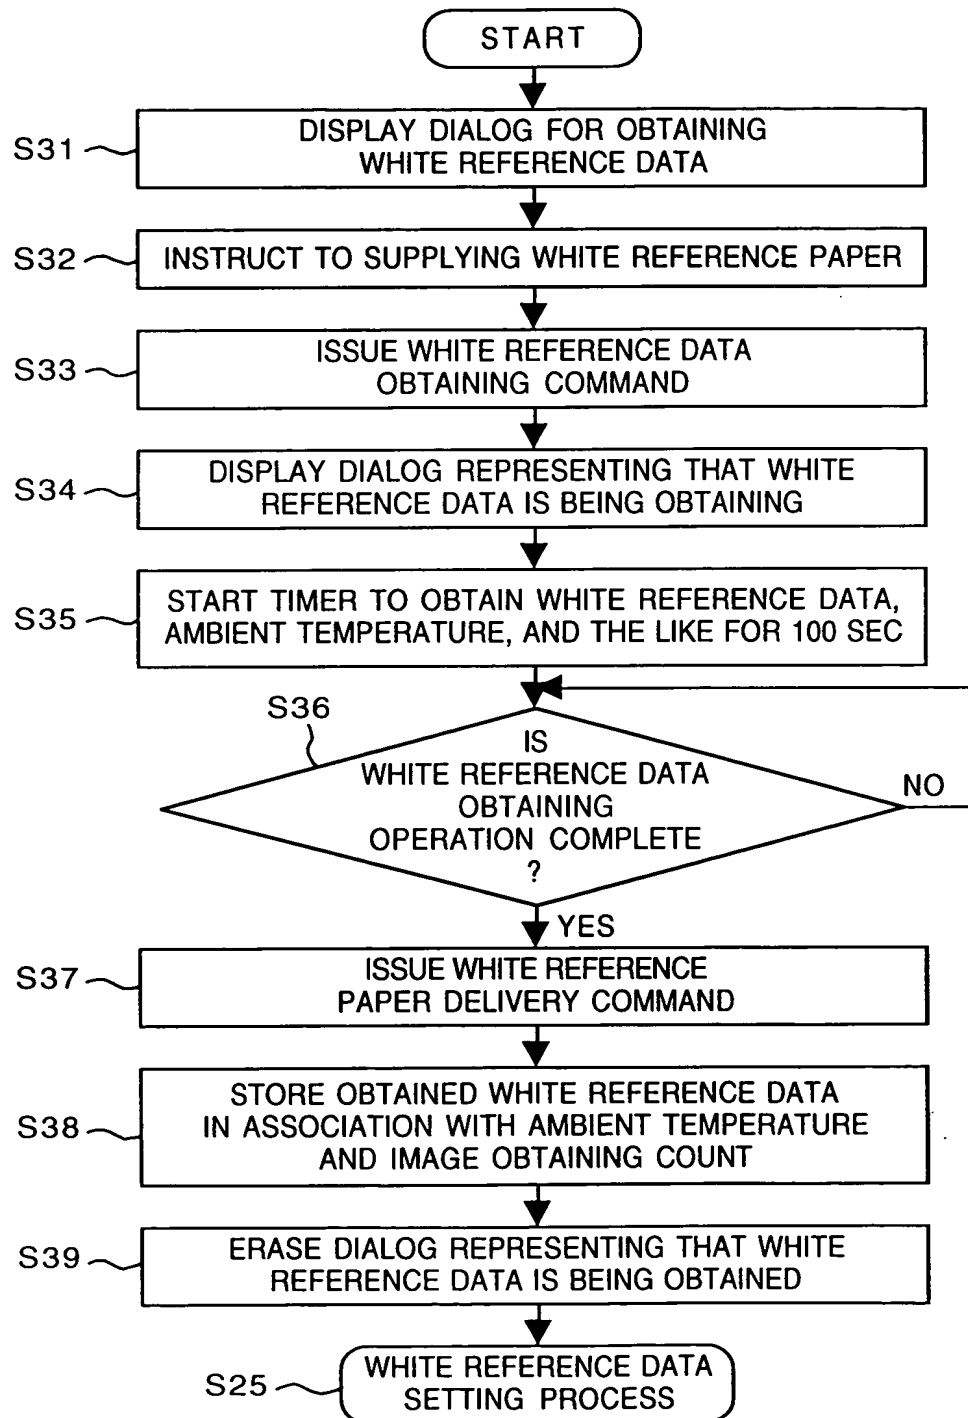 START
S31
DISPLAY DIALOG FOR OBTAINING
WHITE REFERENCE DATA
S32
INSTRUCT TO SUPPLYING WHITE REFERENCE PAPER
S33
ISSUE WHITE REFERENCE DATA
OBTAINING COMMAND
S34
DISPLAY DIALOG REPRESENTING THAT WHITE
REFERENCE DATA IS BEING OBTAINING
S35
START TIMER TO OBTAIN WHITE REFERENCE DATA,
AMBIENT TEMPERATURE, AND THE LIKE FOR 100 SEC
S36
IS
WHITE REFERENCE DATA
OBTAINING
OPERATION COMPLETE
?
NO
YES
S37
ISSUE WHITE REFERENCE
PAPER DELIVERY COMMAND
S38
STORE OBTAINED WHITE REFERENCE DATA
IN ASSOCIATION WITH AMBIENT TEMPERATURE
AND IMAGE OBTAINING COUNT
S39
ERASE DIALOG REPRESENTING THAT WHITE
REFERENCE DATA IS BEING OBTAINED
S25
WHITE REFERENCE DATA
SETTING PROCESS